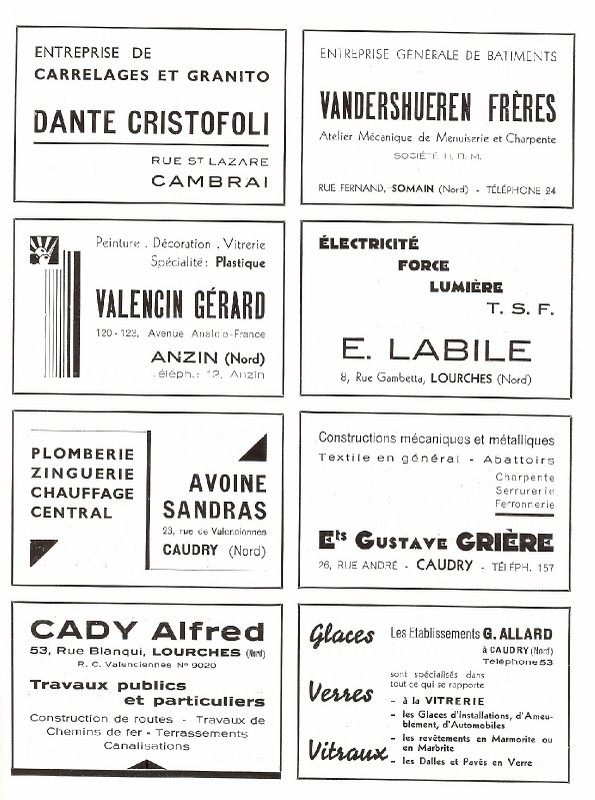 ENTREPRISE DE
CARRELAGES ET GRANITO
DANTE CRISTOFOLI
RUE ST LAZARE
CAMBRAI
ENTREPRISE GÉNÉRALE DE BATIMENTS
VANDERSHUEREN FRÈRES
Atelier Mécanique de Menuiserie et Charpente
SOCIÉTÉ H. R. M.
RUE FERNAND, SOMAIN (Nord) - TÉLÉPHONE 24
Peinture . Décoration . Vitrerie
Spécialité : Plastique
VALENCIN GÉRARD
120-123, Avenue Anatole-France
ANZIN (Nord)
Téléph.: 12, Anzin
ÉLECTRICITÉ
FORCE
LUMIÈRE
T. S. F.
E. LABILE
8, Rue Gambetta, LOURCHES (Nord)
PLOMBERIE
ZINGUERIE
CHAUFFAGE
CENTRAL
AVOINE
SANDRAS
23, rue de Valenciennes
CAUDRY (Nord)
Constructions mécaniques et métalliques
Textile en général - Abattoirs
Charpente
Serrurerie
Ferronnerie
Ets GUSTAVE GRIÈRE
26, RUE ANDRÉ - CAUDRY - TÉLÉPH. 157
CADY Alfred
53, Rue Blanqui, LOURCHES (Nord)
R. C. Valenciennes N° 9020
Travaux publics
et particuliers
Construction de routes - Travaux de
Chemins de fer - Terrassements
Canalisations
Glaces
Verres
Vitraux
Les Etablissements G. ALLARD
à CAUDRY (Nord)
Téléphone 53
sont spécialisés dans
tout ce qui se rapporte
- à la VITRERIE
- les Glaces d'Installations, d'Ameu-
blement, d'Automobiles
- les revêtements en Marmorite ou
en Marbrite
- les Dalles et Pavés en Verre